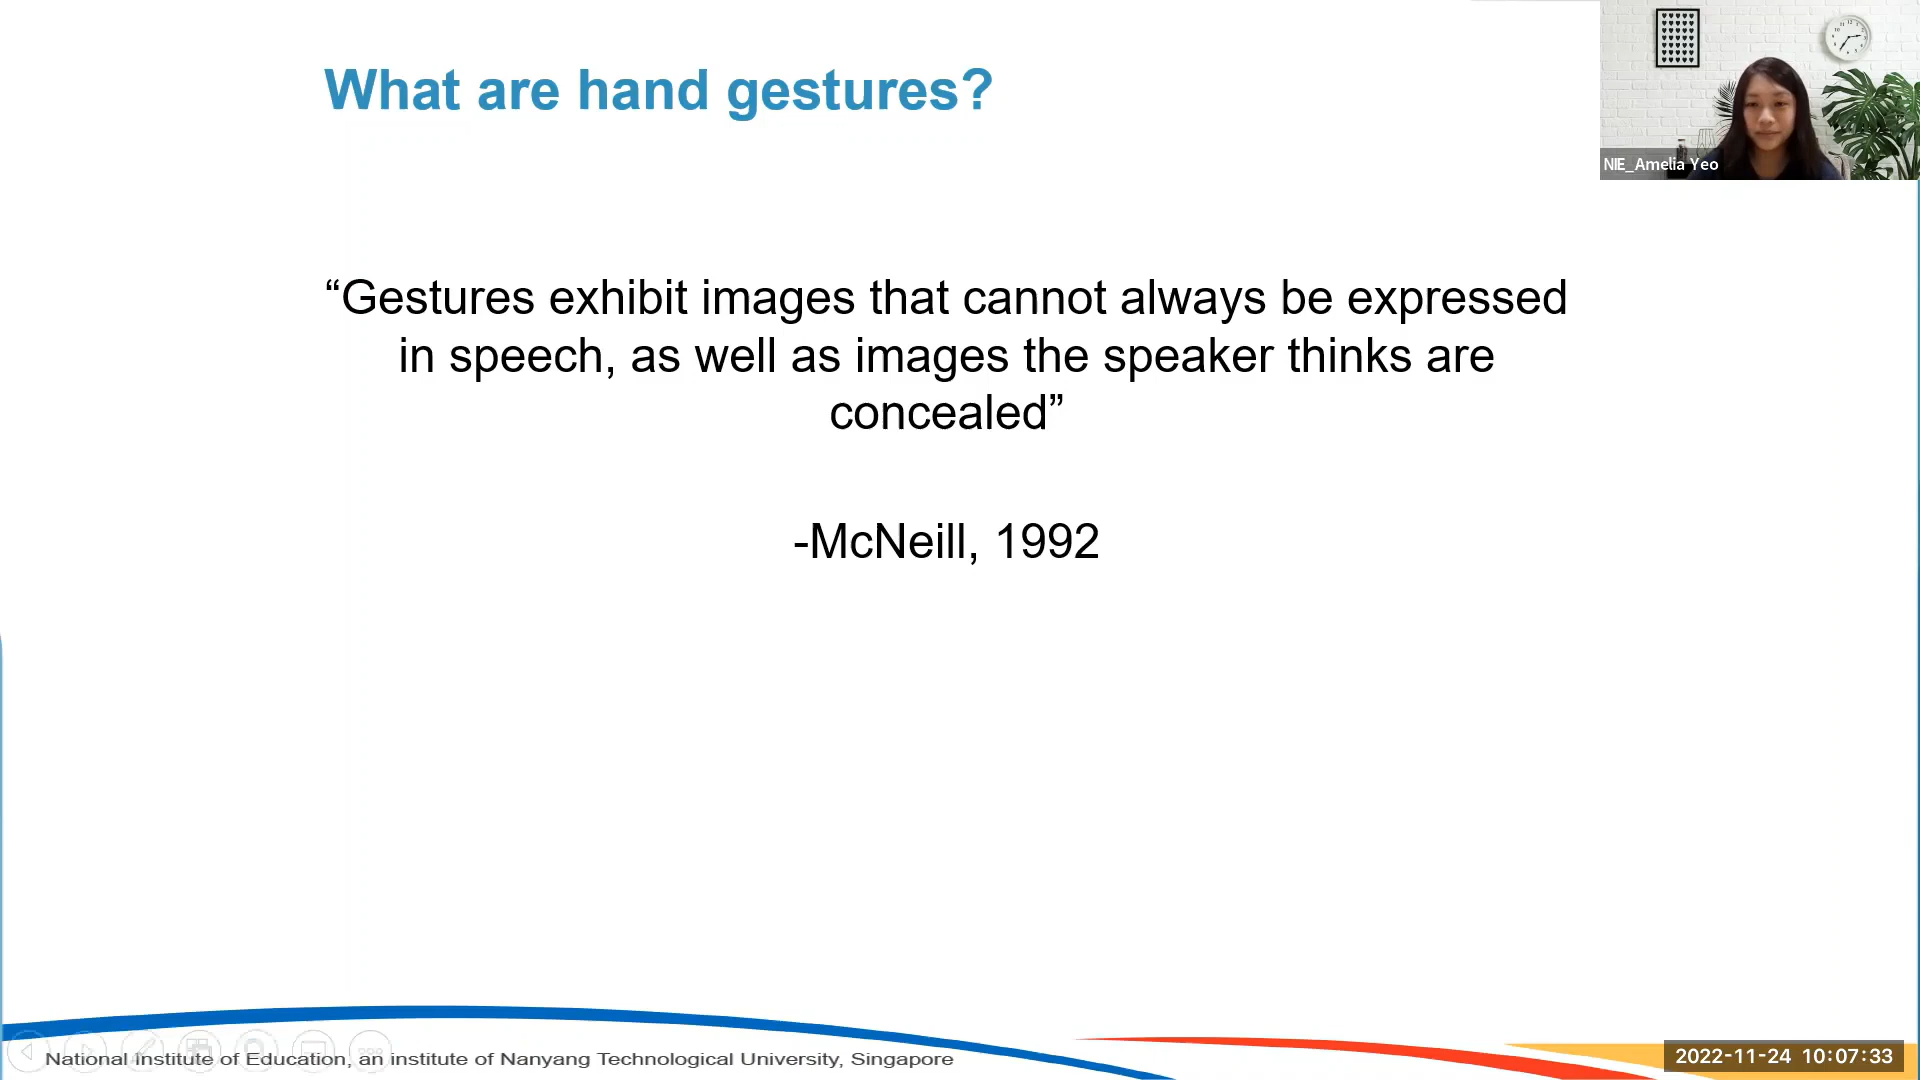 What are hand gestures?
NIE_Amelia Yeo
“Gestures exhibit images that cannot always be expressed
in speech, as well as images the speaker thinks are
concealed”
-McNeill, 1992
National Institute of Education, an institute of Nanyang Technological University, Singapore
2022-11-24 10:07:33